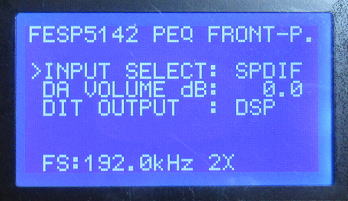 FESP5142 PEQ FRONT-P.
>INPUT SELECT: SPDIF
DA VOLUME dB: 0.0
DIT OUTPUT : DSP
FS:192.0kHz 2X